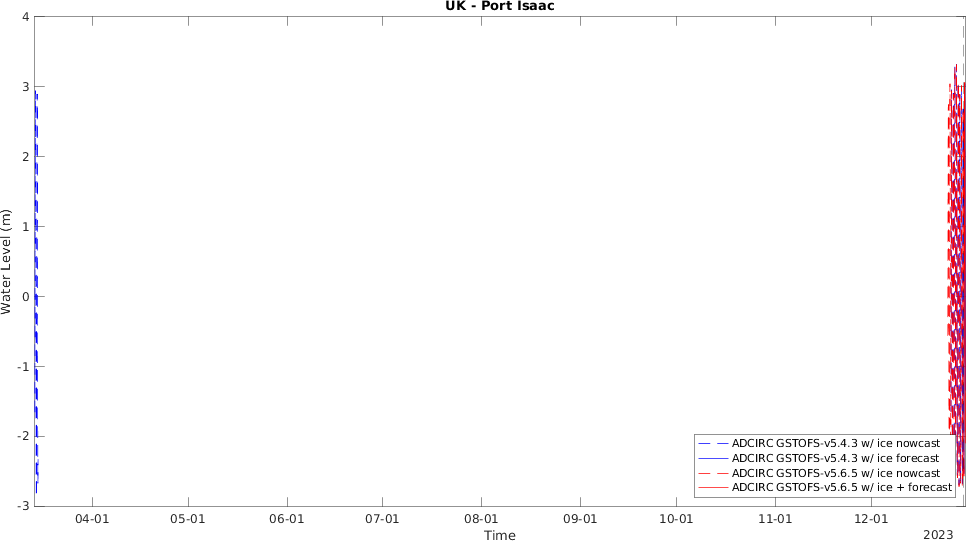 UK - Port Isaac
4
3
2
1
0
-1
-2
-3
Water Level (m)
04-01
05-01
06-01
07-01
08-01
09-01
10-01
11-01
12-01
Time
2023
ADCIRC GSTOFS-v5.4.3 w/ ice nowcast
ADCIRC GSTOFS-v5.4.3 w/ ice forecast
ADCIRC GSTOFS-v5.6.5 w/ ice nowcast
ADCIRC GSTOFS-v5.6.5 w/ ice + forecast